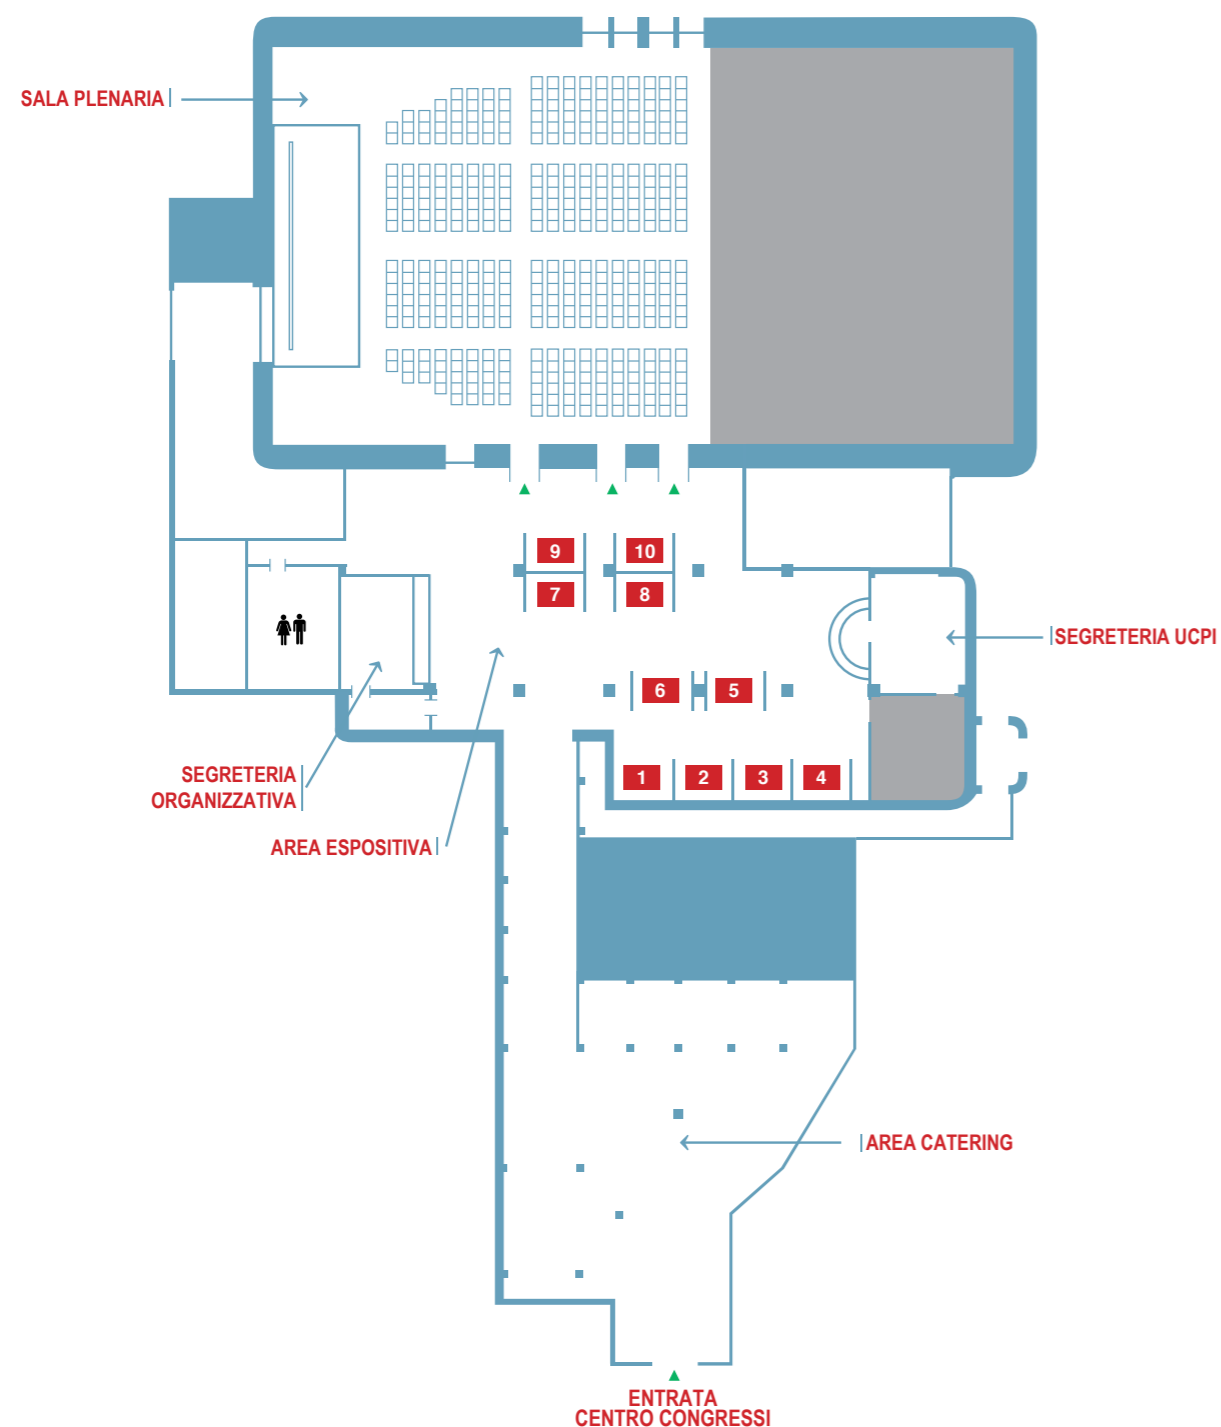 SALA PLENARIA
9
10
7
8
SEGRETERIA UCPI
6
5
SEGRETERIA
ORGANIZZATIVA
1
2
3
4
AREA ESPOSITIVA
AREA CATERING
ENTRATA
CENTRO CONGRESSI